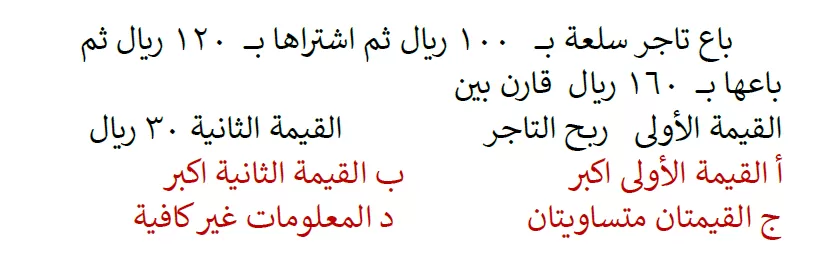 باع تاجر سلعة بـ ١٠٠ ريال ثم اشتراها بـ ١٢٠ ريال ثم
باعها بـ ١٦٠ ريال قارن بين
القيمة الأولى ربح التاجر القيمة الثانية ٣٠ ريال
أ القيمة الأولى اكبر ب القيمة الثانية اكبر
ج القيمتان متساويتان د المعلومات غير كافية